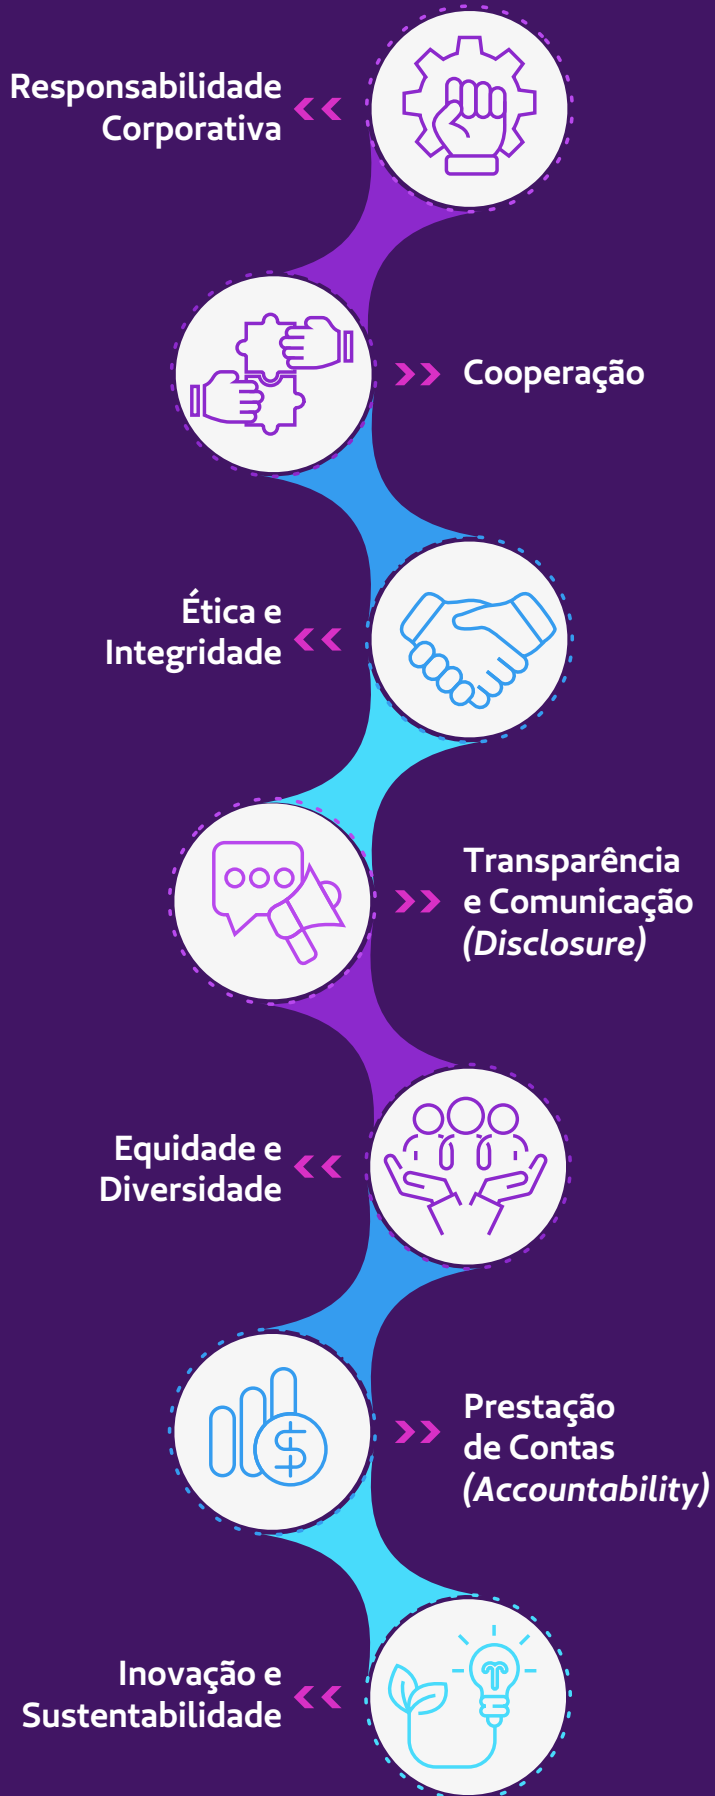 Responsabilidade
Corporativa
Cooperação
Ética e
Integridade
Transparência
e Comunicação
(Disclosure)
Equidade e
Diversidade
Prestação
de Contas
(Accountability)
Inovação e
Sustentabilidade